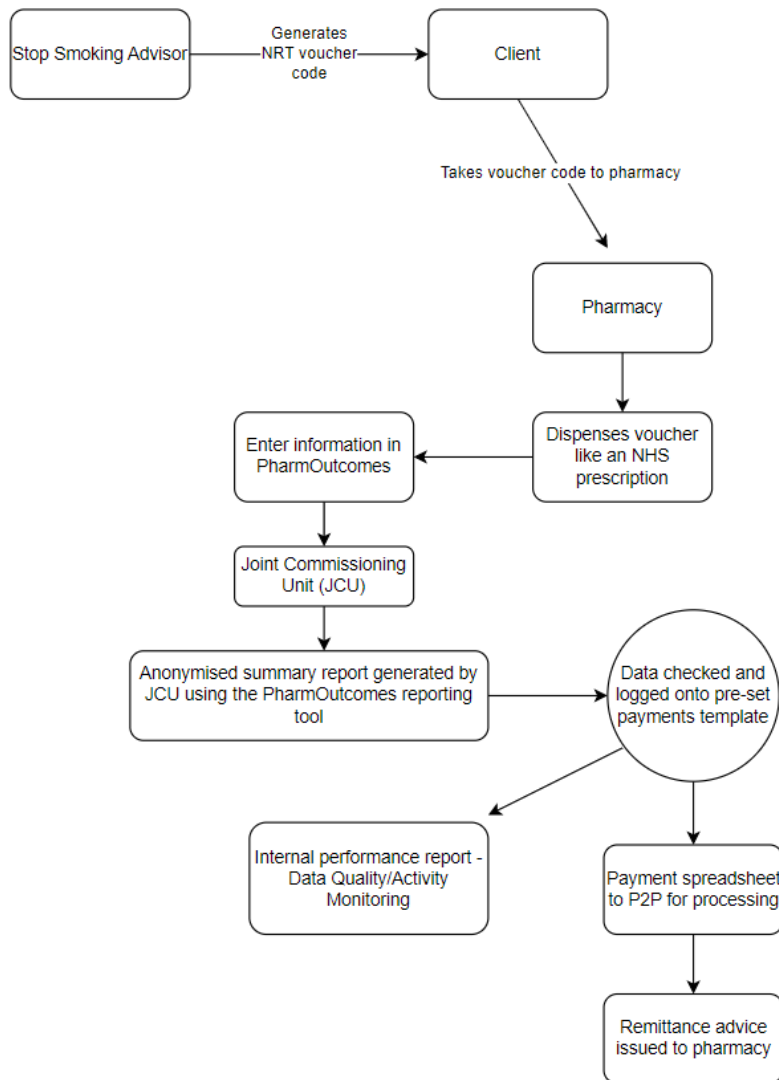 Stop Smoking Advisor
Generates
NRT voucher
code
Client
Takes voucher code to pharmacy
Pharmacy
Dispenses voucher
like an NHS
prescription
Enter information in
PharmOutcomes
Joint Commissioning
Unit (JCU)
Anonymised summary report generated by
JCU using the PharmOutcomes reporting
tool
Data checked and
logged onto pre-set
payments template
Internal performance report -
Data Quality/Activity
Monitoring
Payment spreadsheet
to P2P for processing
Remittance advice
issued to pharmacy